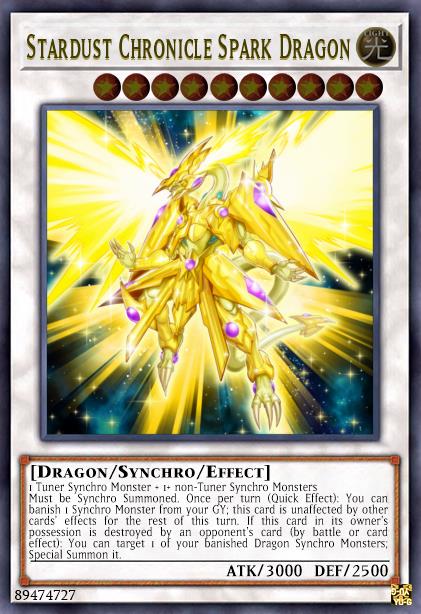 STARDUST CHRONICLE SPARK DRAGON
LIGHT
光
[DRAGON/SYNCHRO/EFFECT]
1 Tuner Synchro Monster + 1+ non-Tuner Synchro Monsters
Must be Synchro Summoned. Once per turn (Quick Effect): You can
banish 1 Synchro Monster from your GY; this card is unaffected by other
cards' effects for the rest of this turn. If this card in its owner's
possession is destroyed by an opponent's card (by battle or card
effect): You can target 1 of your banished Dragon Synchro Monsters;
Special Summon it.
ATK/3000 DEF/2500
89474727